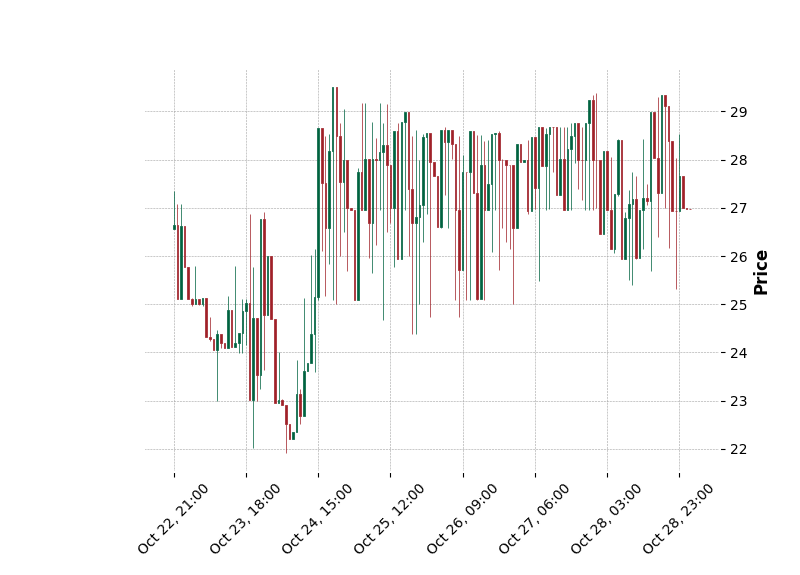 29
28
27
26
25
24
23
22
Price
Oct 22, 21:00
Oct 23, 18:00
Oct 24, 15:00
Oct 25, 12:00
Oct 26, 09:00
Oct 27, 06:00
Oct 28, 03:00
Oct 28, 23:00